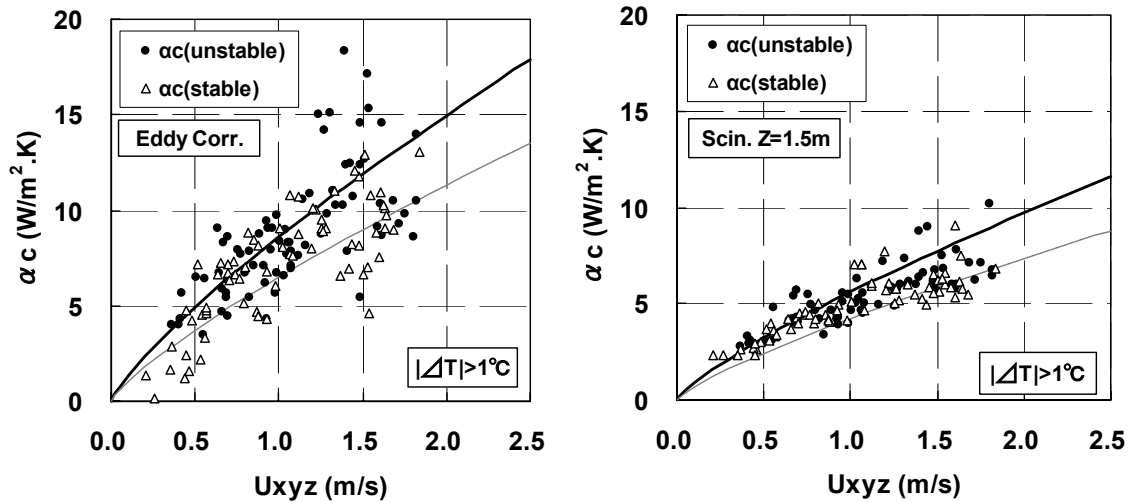 20
15
10
5
0
αc (W/m².K)
αc(unstable)
αc(stable)
Eddy Corr.
|⊿T|>1℃
0.0 0.5 1.0 1.5 2.0 2.5
Uxyz (m/s)
20
15
10
5
0
αc (W/m².K)
αc(unstable)
αc(stable)
Scin. Z=1.5m
|⊿T|>1℃
0.0 0.5 1.0 1.5 2.0 2.5
Uxyz (m/s)